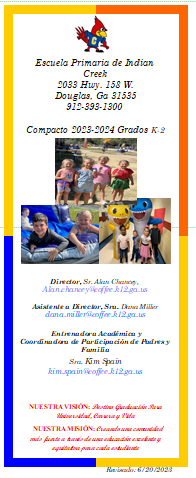 Escuela Primaria de Indian
Creek
2033 Hwy. 158 W.
Douglas, Ga 31535
912-393-1300
Compacto 2023-2024 Grados K-2
Director, Sr. Alan Chancey,
Alan.chancey@coffee.k12.ga.us
Asistente a Director, Sra. Dana Miller
dana.miller@coffee.k12.ga.us
Entrenadora Académica y
Coordinadora de Participación de Padres y
Familia
Sra. Kim Spain
kim.spain@coffee.k12.ga.us
NUESTRA VISIÓN: Destino Graduación Para
Universidad, Carrera y Vida
NUESTRA MISIÓN: Creando una comunidad
más fuerte a través de una educación excelente y
equitativa para cada estudiante
Revisado: 6/20/2023